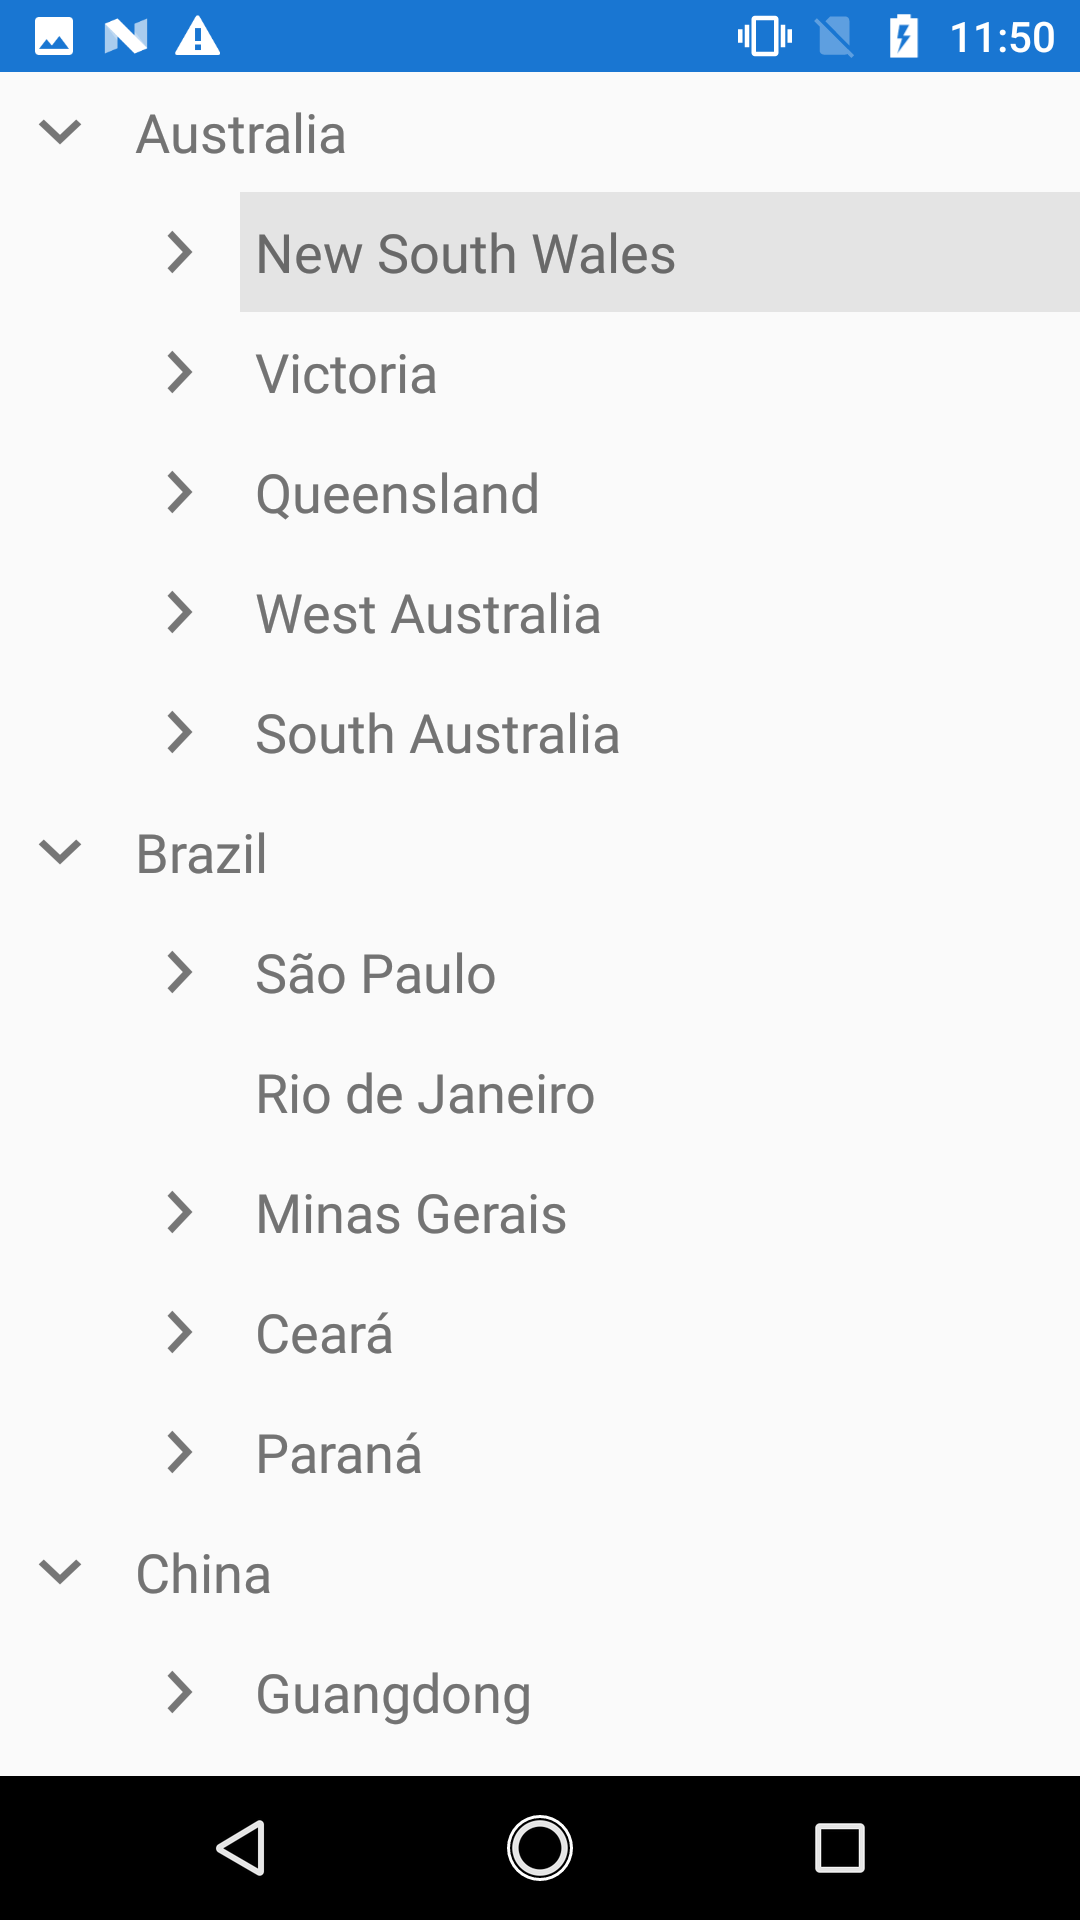 11:50
Australia
New South Wales
Victoria
Queensland
West Australia
South Australia
Brazil
São Paulo
Rio de Janeiro
Minas Gerais
Ceará
Paraná
China
Guangdong